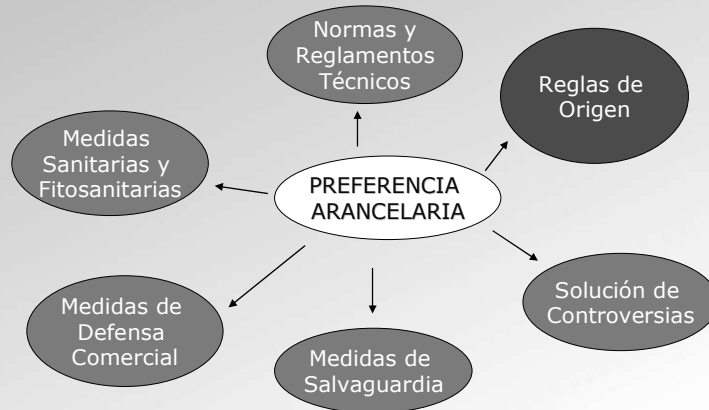 Normas y
Reglamentos
Técnicos
Reglas de
Origen
Medidas
Sanitarias y
Fitosanitarias
PREFERENCIA
ARANCELARIA
Medidas de
Defensa
Comercial
Solución de
Controversias
Medidas de
Salvaguardia